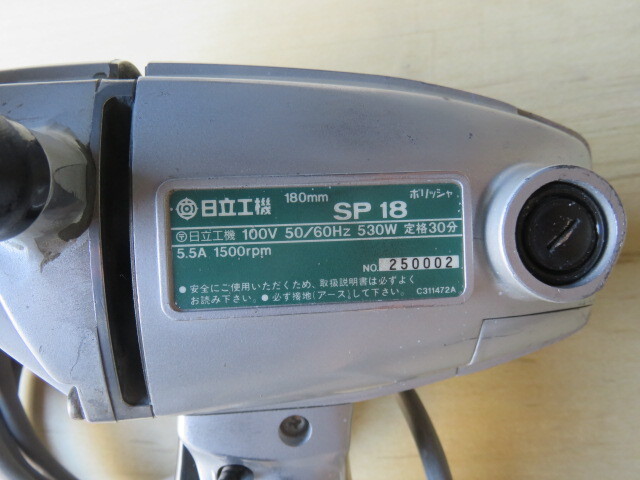 日立工機 180mm SP 18 ポリッシャ
〒日立工機 100V 50/60Hz 530W 定格30分
5.5A 1500rpm
NO. 250002
●安全にご使用いただくため、取扱説明書は必ずよく
お読み下さい。●必ず接地(アース)して下さい。 C311472A